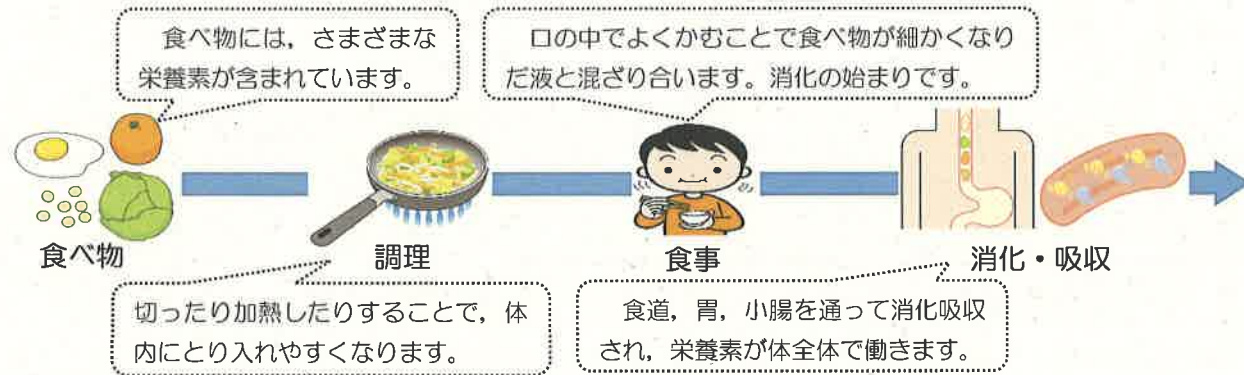 食べ物には，さまざまな
栄養素が含まれています。
口の中でよくかむことで食べ物が細かくなり
だ液と混ざり合います。消化の始まりです。
食べ物
調理
食事
消化・吸収
切ったり加熱したりすることで，体
内にとり入れやすくなります。
食道，胃，小腸を通って消化吸収
され，栄養素が体全体で働きます。